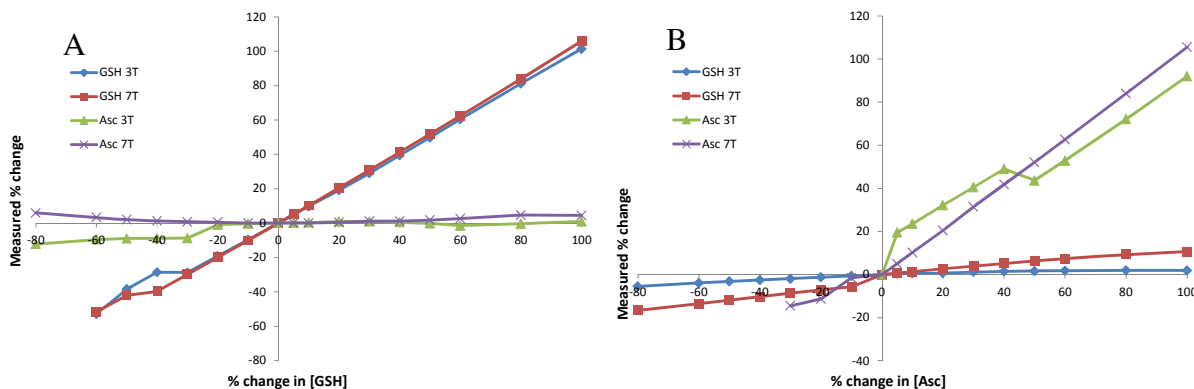 A
GSH 3T
GSH 7T
Asc 3T
Asc 7T
Measured % change
120
100
80
60
40
20
0
-20
-40
-60
-80
-80 -60 -40 -20 0 20 40 60 80 100
% change in [GSH]
B
GSH 3T
GSH 7T
Asc 3T
Asc 7T
Measured % change
120
100
80
60
40
20
0
-20
-40
-80 -60 -40 -20 0 20 40 60 80 100
% change in [Asc]